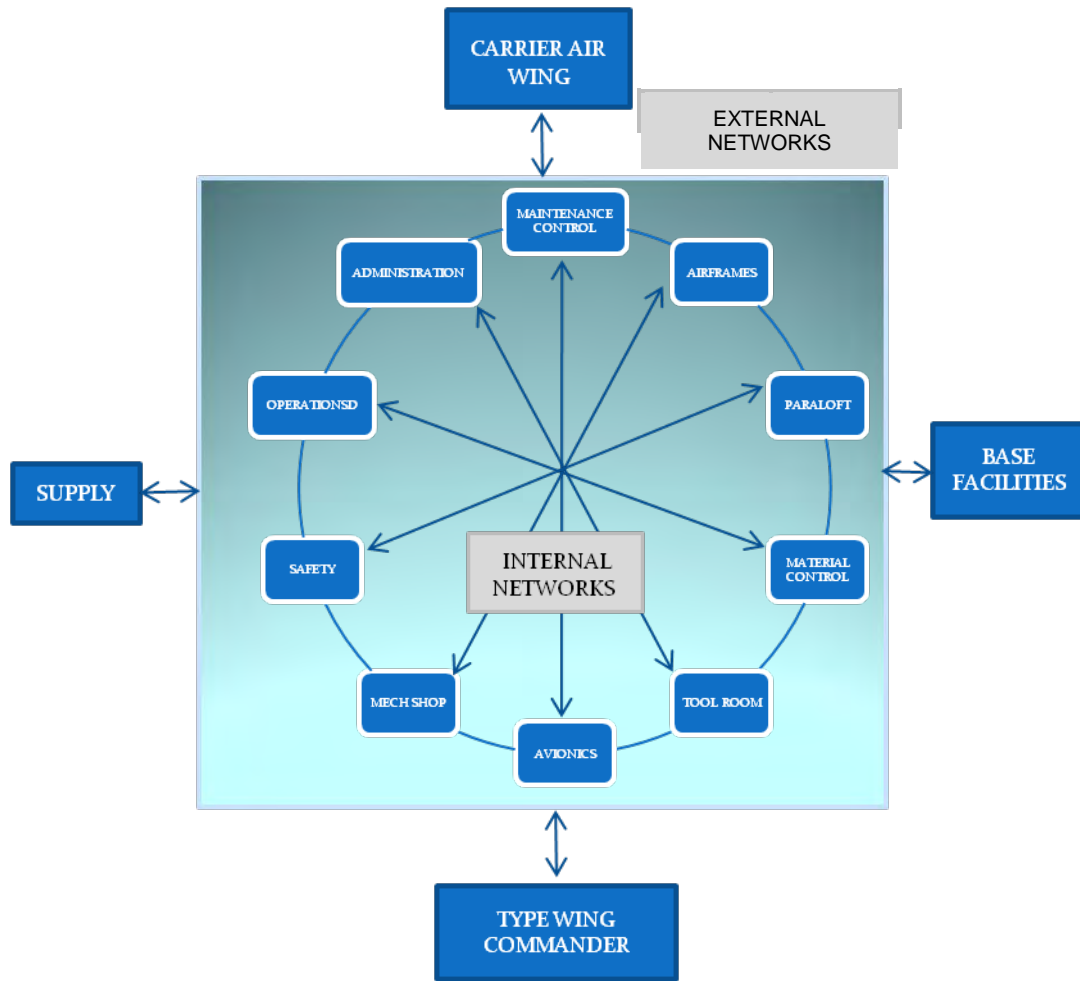 CARRIER AIR
WING
EXTERNAL
NETWORKS
MAINTENANCE
CONTROL
ADMINISTRATION
AIRFRAMES
OPERATIONSD
PARALOFT
SUPPLY
BASE
FACILITIES
SAFETY
INTERNAL
NETWORKS
MATERIAL
CONTROL
MECH SHOP
TOOL ROOM
AVIONICS
TYPE WING
COMMANDER